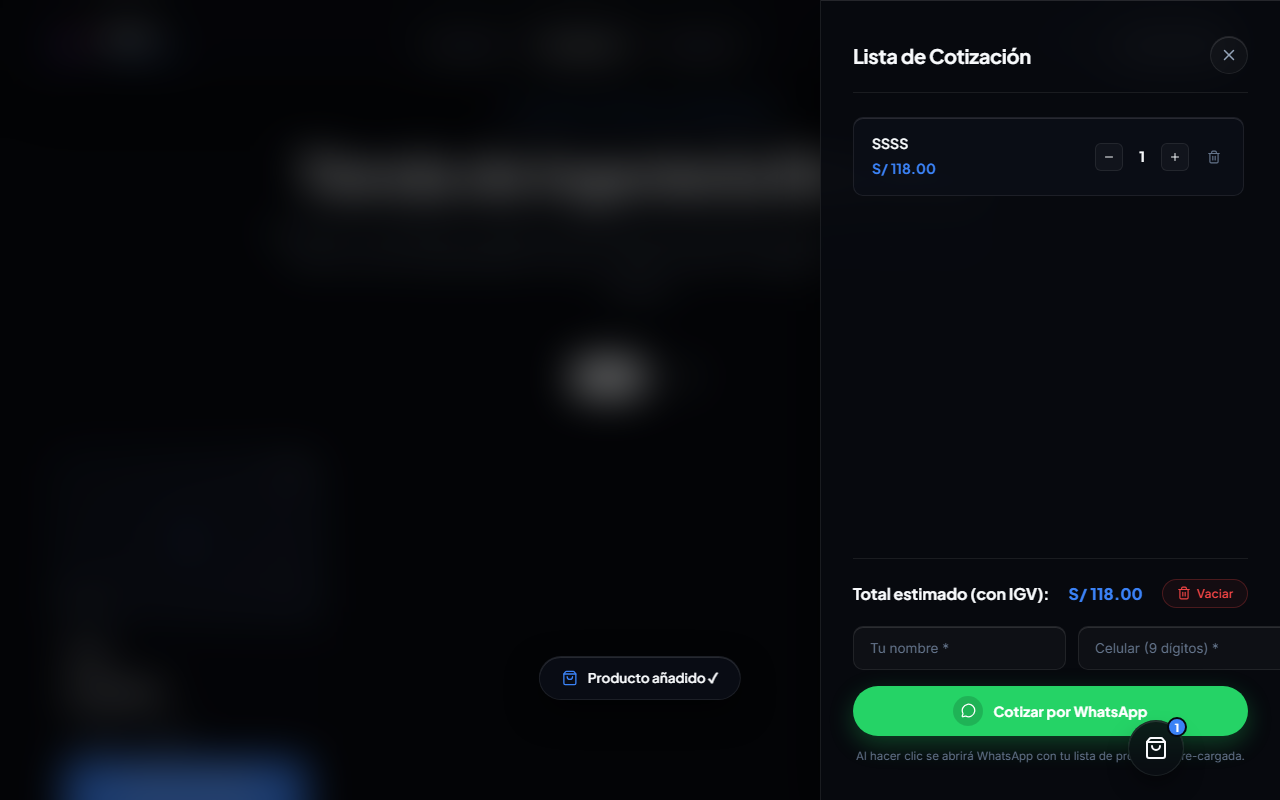 Lista de Cotización
SSSS
S/ 118.00
1
Total estimado (con IGV):
S/ 118.00
Vaciar
Tu nombre *
Celular (9 dígitos) *
Producto añadido ✓
Cotizar por WhatsApp
1
Al hacer clic se abrirá WhatsApp con tu lista de re-cargada.